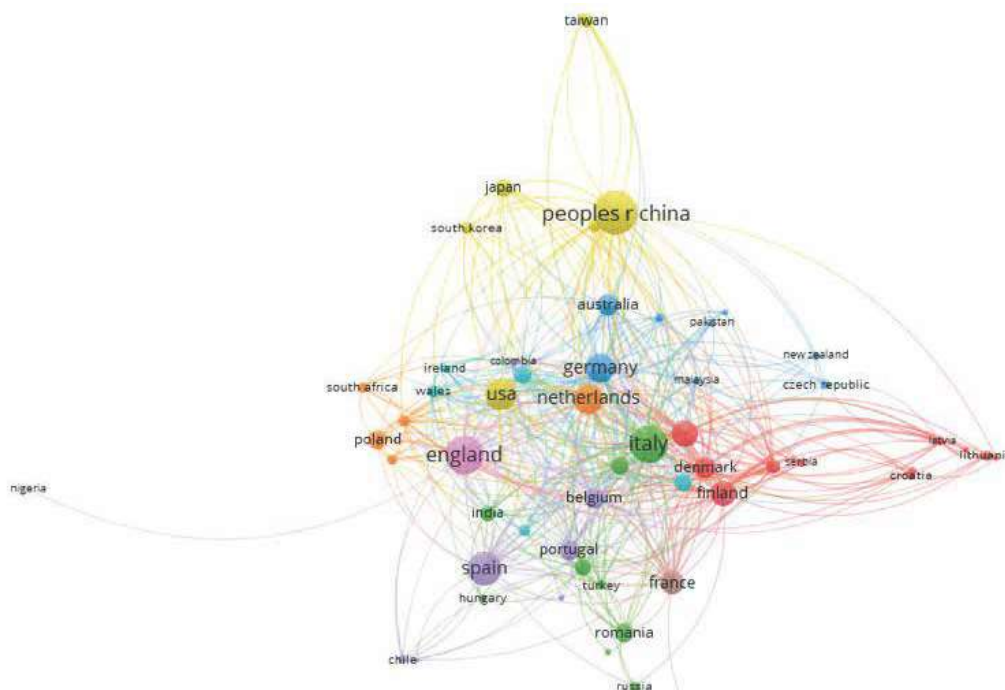 taiwan
japan
peoples r china
south korea
australia
pakistan
new zealand
ireland
colombia
germany
malaysia
czech republic
south africa
wales
usa
netherlands
poland
england
italy
latvia
lithuani
denmark
serbia
croatia
nigeria
belgium
finland
india
portugal
spain
turkey
france
hungary
romania
chile
russia